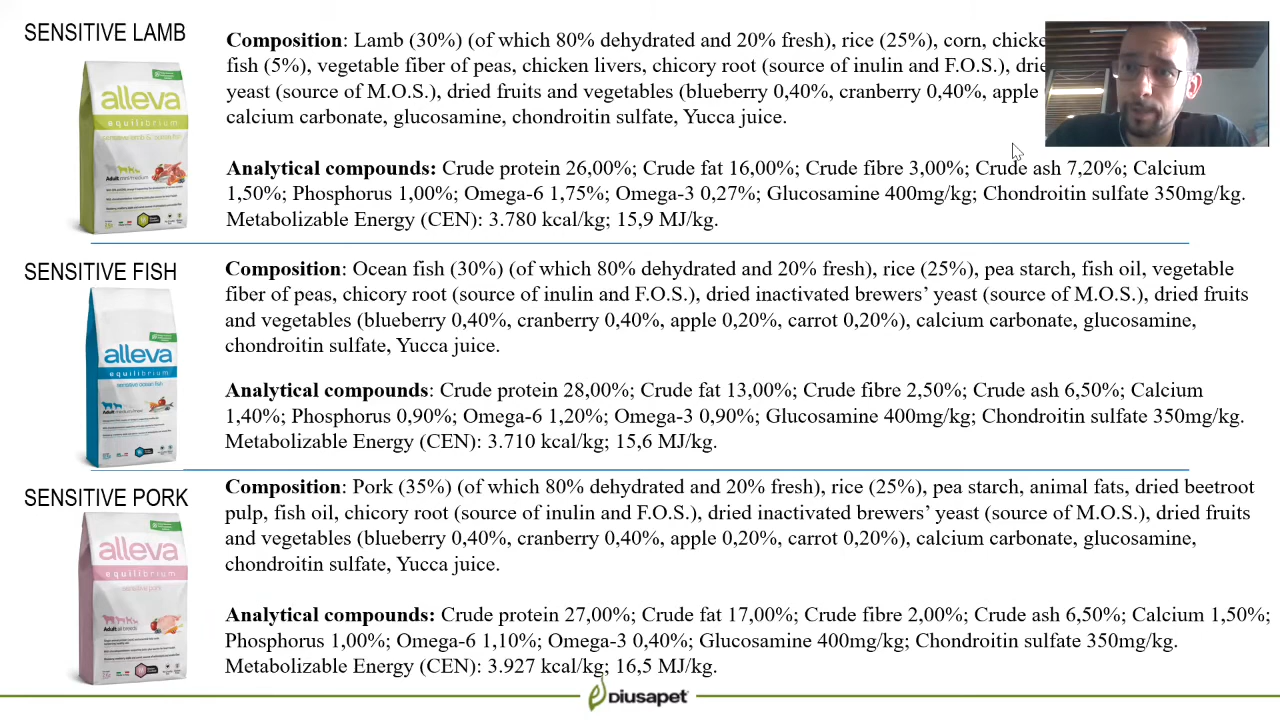 SENSITIVE LAMB
Composition: Lamb (30%) (of which 80% dehydrated and 20% fresh), rice (25%), corn,
fish (5%), vegetable fiber of peas, chicken livers, chicory root (source of inulin and F.O.S.),
yeast (source of M.O.S.), dried fruits and vegetables (blueberry 0,40%, cranberry 0,40%, apple
calcium carbonate, glucosamine, chondroitin sulfate, Yucca juice.
Analytical compounds: Crude protein 26,00%; Crude fat 16,00%; Crude fibre 3,00%; Crude ash 7,20%; Calcium
1,50%; Phosphorus 1,00%; Omega-6 1,75%; Omega-3 0,27%; Glucosamine 400mg/kg; Chondroitin sulfate 350mg/kg.
Metabolizable Energy (CEN): 3.780 kcal/kg; 15,9 MJ/kg.
alleva
equilibrium
Adult
SENSITIVE FISH
Composition: Ocean fish (30%) (of which 80% dehydrated and 20% fresh), rice (25%), pea starch, fish oil, vegetable
fiber of peas, chicory root (source of inulin and F.O.S.), dried inactivated brewers’ yeast (source of M.O.S.), dried fruits
and vegetables (blueberry 0,40%, cranberry 0,40%, apple 0,20%, carrot 0,20%), calcium carbonate, glucosamine,
chondroitin sulfate, Yucca juice.
Analytical compounds: Crude protein 28,00%; Crude fat 13,00%; Crude fibre 2,50%; Crude ash 6,50%; Calcium
1,40%; Phosphorus 0,90%; Omega-6 1,20%; Omega-3 0,90%; Glucosamine 400mg/kg; Chondroitin sulfate 350mg/kg.
Metabolizable Energy (CEN): 3.710 kcal/kg; 15,6 MJ/kg.
alleva
equilibrium
sensitive ocean fish
Adult
SENSITIVE PORK
Composition: Pork (35%) (of which 80% dehydrated and 20% fresh), rice (25%), pea starch, animal fats, dried beetroot
pulp, fish oil, chicory root (source of inulin and F.O.S.), dried inactivated brewers’ yeast (source of M.O.S.), dried fruits
and vegetables (blueberry 0,40%, cranberry 0,40%, apple 0,20%, carrot 0,20%), calcium carbonate, glucosamine,
chondroitin sulfate, Yucca juice.
Analytical compounds: Crude protein 27,00%; Crude fat 17,00%; Crude fibre 2,00%; Crude ash 6,50%; Calcium 1,50%;
Phosphorus 1,00%; Omega-6 1,10%; Omega-3 0,40%; Glucosamine 400mg/kg; Chondroitin sulfate 350mg/kg.
Metabolizable Energy (CEN): 3.927 kcal/kg; 16,5 MJ/kg.
alleva
equilibrium
sensitive pork
Adult all breeds
DIUSAPET